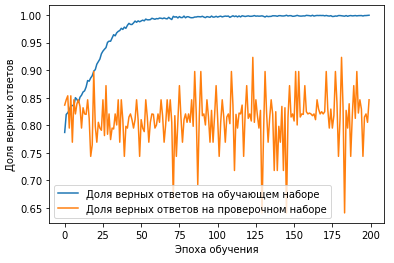 1.00
0.95
0.90
0.85
0.80
0.75
0.70
0.65
Доля верных ответов
Доля верных ответов на обучающем наборе
Доля верных ответов на проверочном наборе
0 25 50 75 100 125 150 175 200
Эпоха обучения